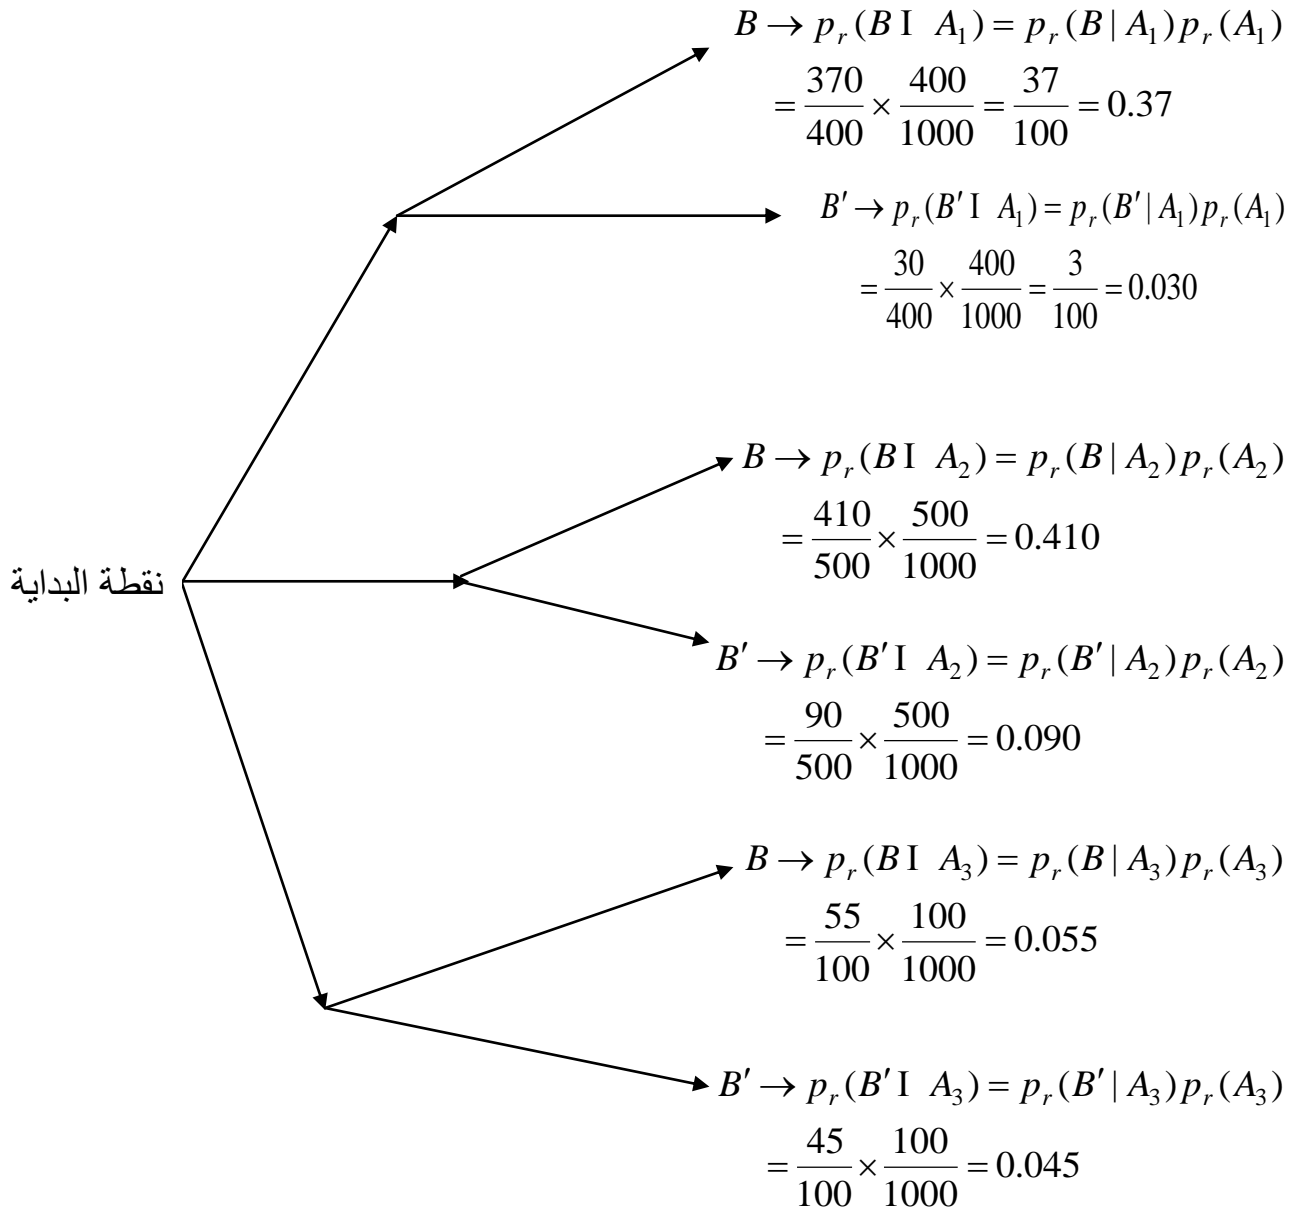 B → p_r(B I A_1) = p_r(B | A_1)p_r(A_1)
= 370/400 × 400/1000 = 37/100 = 0.37
B′ → p_r(B′ I A_1) = p_r(B′ | A_1)p_r(A_1)
= 30/400 × 400/1000 = 3/100 = 0.030
B → p_r(B I A_2) = p_r(B | A_2)p_r(A_2)
= 410/500 × 500/1000 = 0.410
نقطة البداية
B′ → p_r(B′ I A_2) = p_r(B′ | A_2)p_r(A_2)
= 90/500 × 500/1000 = 0.090
B → p_r(B I A_3) = p_r(B | A_3)p_r(A_3)
= 55/100 × 100/1000 = 0.055
B′ → p_r(B′ I A_3) = p_r(B′ | A_3)p_r(A_3)
= 45/100 × 100/1000 = 0.045